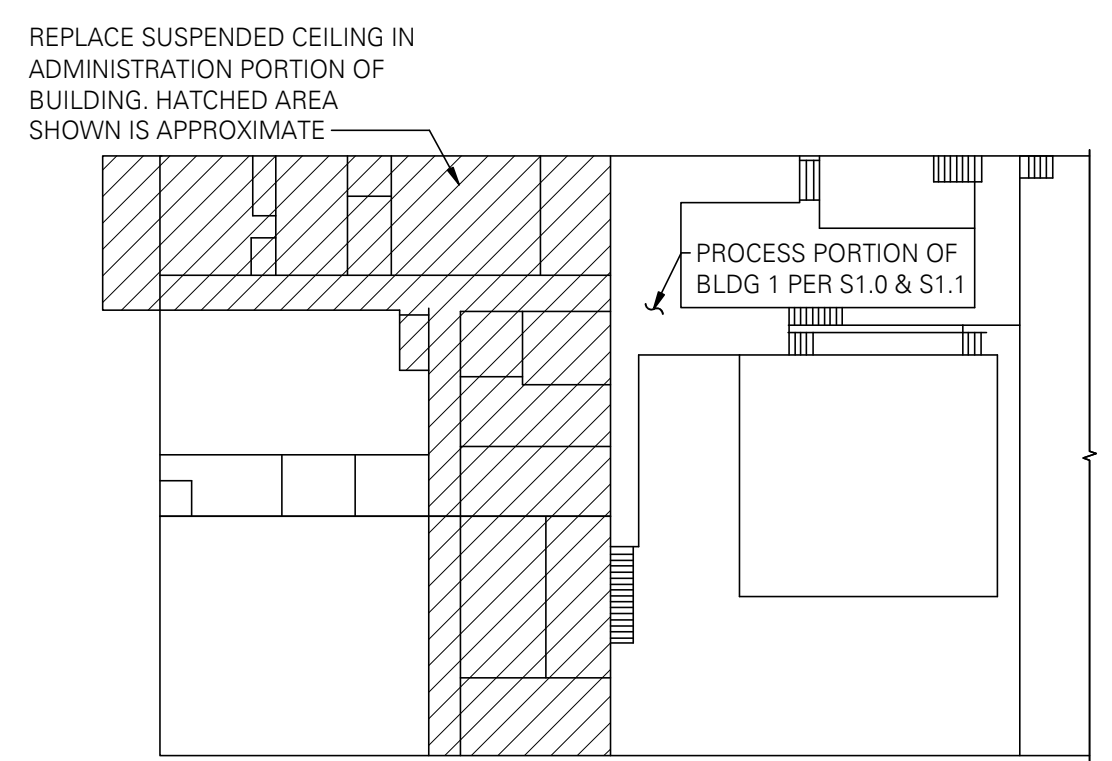 REPLACE SUSPENDED CEILING IN
ADMINISTRATION PORTION OF
BUILDING. HATCHED AREA
SHOWN IS APPROXIMATE
PROCESS PORTION OF
BLDG 1 PER S1.0 & S1.1